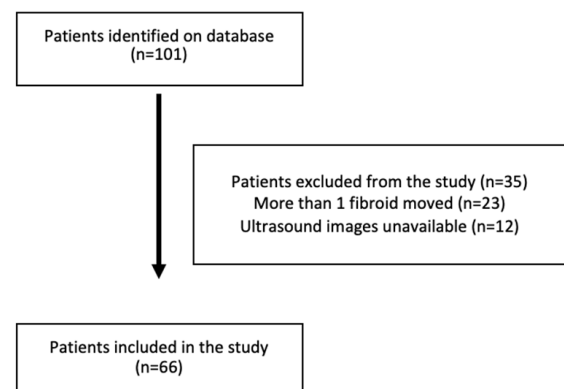 Patients identified on database
(n=101)
Patients excluded from the study (n=35)
More than 1 fibroid moved (n=23)
Ultrasound images unavailable (n=12)
Patients included in the study
(n=66)